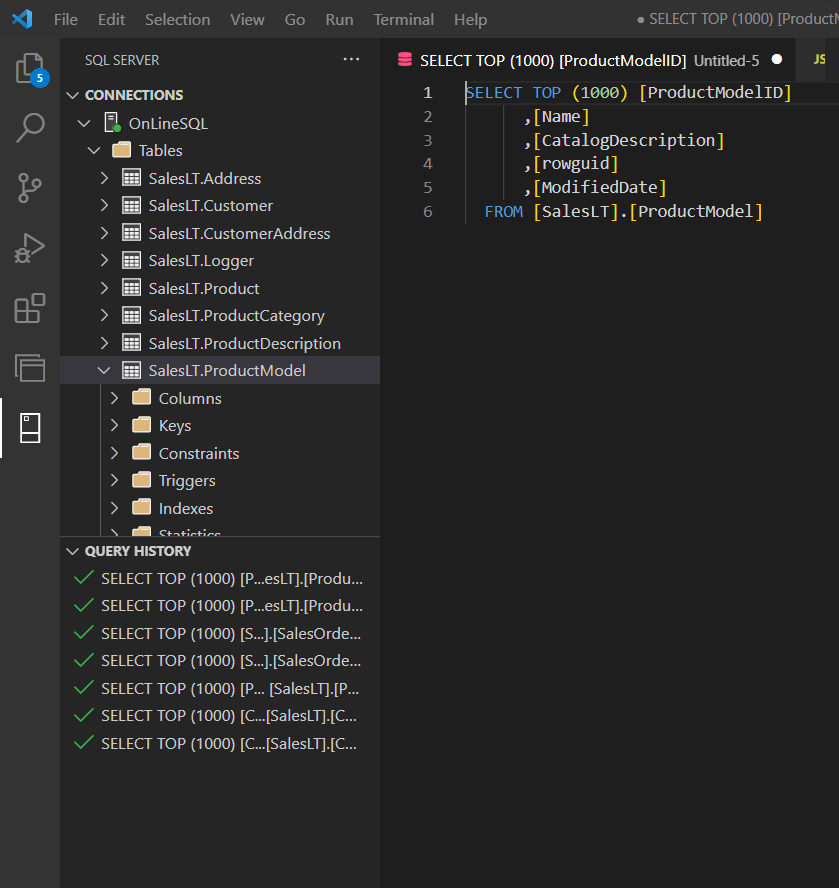 File Edit Selection View Go Run Terminal Help ● SELECT TOP (1000) [ProductM
5
SQL SERVER ...
CONNECTIONS
OnLineSQL
Tables
SalesLT.Address
SalesLT.Customer
SalesLT.CustomerAddress
SalesLT.Logger
SalesLT.Product
SalesLT.ProductCategory
SalesLT.ProductDescription
SalesLT.ProductModel
Columns
Keys
Constraints
Triggers
Indexes
Statistics
QUERY HISTORY
SELECT TOP (1000) [P...esLT].[Produ...
SELECT TOP (1000) [P...esLT].[Produ...
SELECT TOP (1000) [S...].[SalesOrde...
SELECT TOP (1000) [S...].[SalesOrde...
SELECT TOP (1000) [P... [SalesLT].[P...
SELECT TOP (1000) [C...[SalesLT].[C...
SELECT TOP (1000) [C...[SalesLT].[C...
SELECT TOP (1000) [ProductModelID] Untitled-5 ● JS
1 SELECT TOP (1000) [ProductModelID]
2 ,[Name]
3 ,[CatalogDescription]
4 ,[rowguid]
5 ,[ModifiedDate]
6 FROM [SalesLT].[ProductModel]